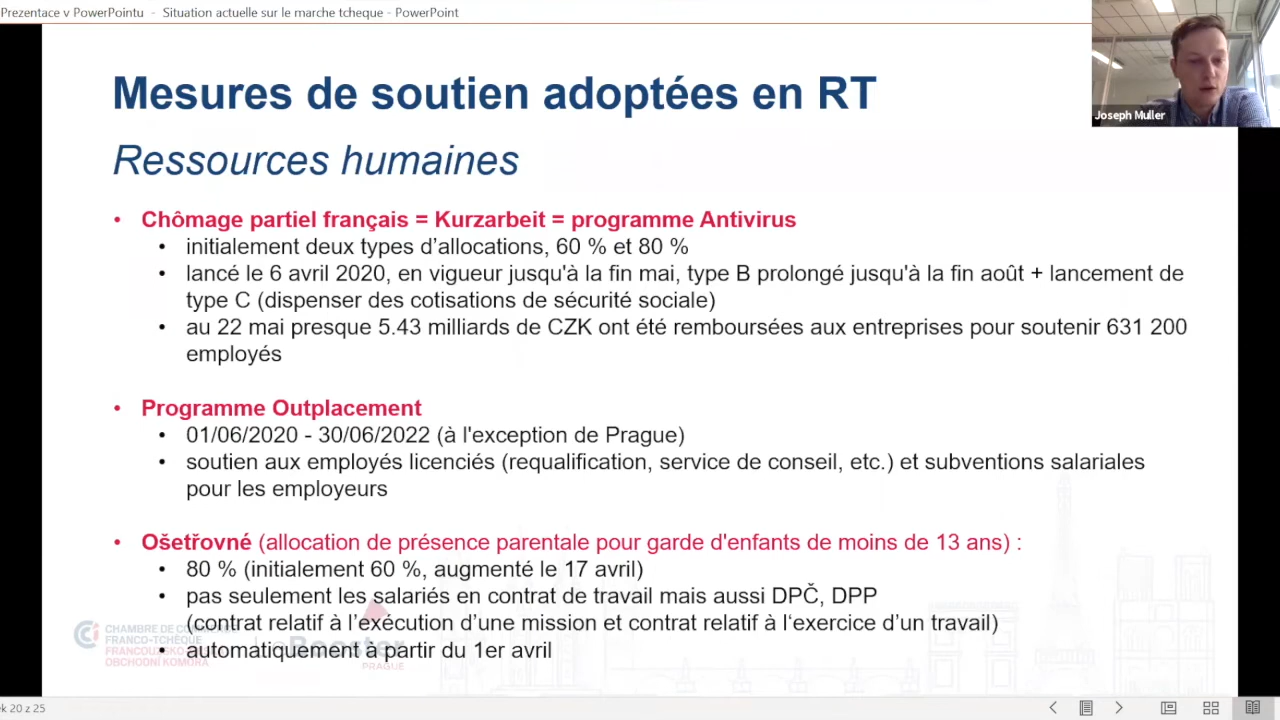 Prezentace v PowerPointu - Situation actuelle sur le marche tcheque - PowerPoint
Joseph Muller
Mesures de soutien adoptées en RT
Ressources humaines
• Chômage partiel français = Kurzarbeit = programme Antivirus
• initialement deux types d’allocations, 60 % et 80 %
• lancé le 6 avril 2020, en vigueur jusqu'à la fin mai, type B prolongé jusqu'à la fin août + lancement de
type C (dispenser des cotisations de sécurité sociale)
• au 22 mai presque 5.43 milliards de CZK ont été remboursées aux entreprises pour soutenir 631 200
employés
• Programme Outplacement
• 01/06/2020 - 30/06/2022 (à l'exception de Prague)
• soutien aux employés licenciés (requalification, service de conseil, etc.) et subventions salariales
pour les employeurs
• Ošetřovné (allocation de présence parentale pour garde d'enfants de moins de 13 ans) :
• 80 % (initialement 60 %, augmenté le 17 avril)
• pas seulement les salariés en contrat de travail mais aussi DPČ, DPP
(contrat relatif à l’exécution d’une mission et contrat relatif à l‘exercice d’un travail)
• automatiquement à partir du 1er avril
CCI
CHAMBRE DE
FRANCO-TCHÈQUE
OBCHODNÍ KOMORA
Booster
PRAGUE
20 z 25